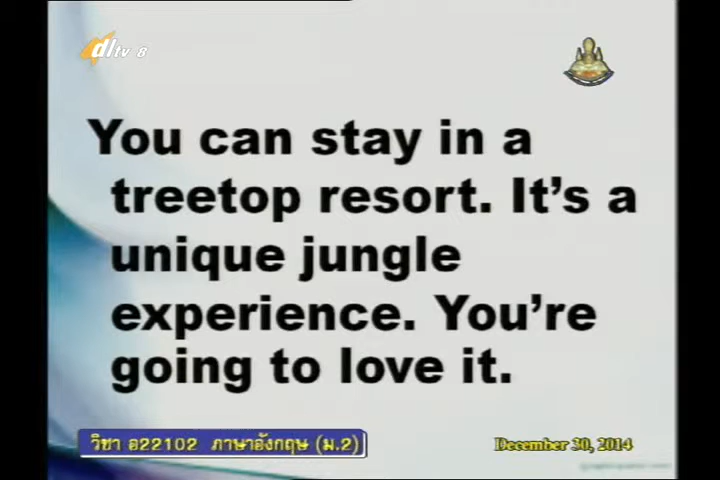 dltv 8
You can stay in a
treetop resort. It's a
unique jungle
experience. You're
going to love it.
วิชา อ22102 ภาษาอังกฤษ (ม.2)
December 30, 2014